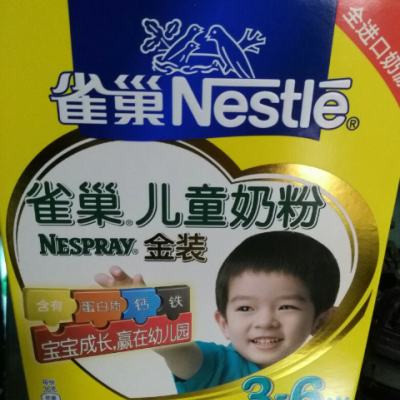 全进口奶源
雀巢 Nestlé®
雀巢® 儿童奶粉
NESPRAY® 金装
含有 蛋白质 钙 铁
宝宝成长,赢在幼儿园
3-6